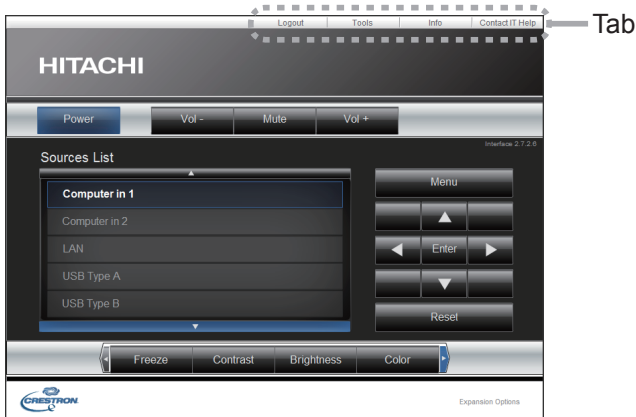 Logout Tools Info Contact IT Help Tab
HITACHI
Power Vol - Mute Vol +
Interface 2.7.2.6
Sources List
Computer in 1
Computer in 2
LAN
USB Type A
USB Type B
Menu
Enter
Reset
Freeze Contrast Brightness Color
CRESTRON Expansion Options